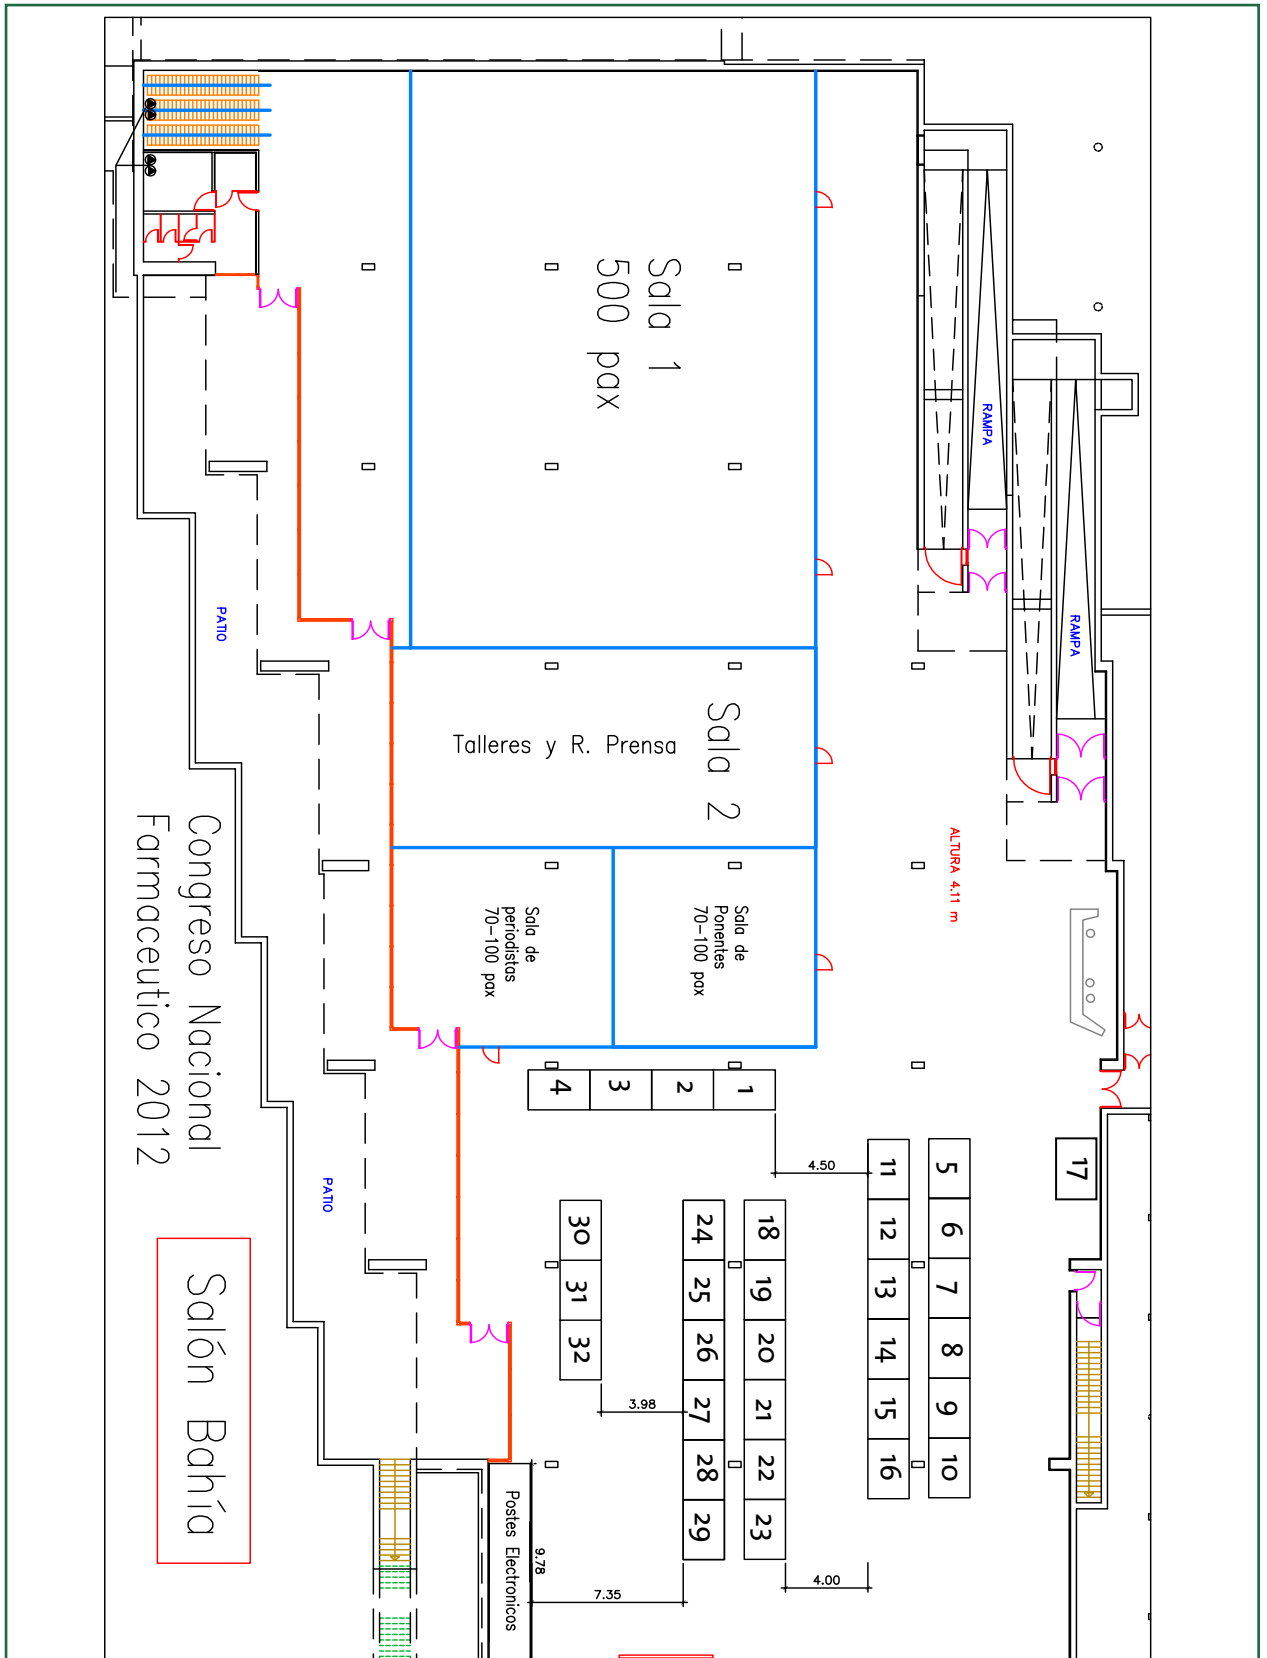 Sala 1
500 pax
RAMPA
RAMPA
PATIO
Sala 2
Talleres y R. Prensa
ALTURA 4.11 m
Sala de
Ponentes
70-100 pax
Sala de
periodistas
70-100 pax
Congreso Nacional
Farmaceutico 2012
PATIO
Salón Bahía
1
2
3
4
4.50
5
6
7
8
9
10
11
12
13
14
15
16
17
18
19
20
21
22
23
24
25
26
27
28
29
30
31
32
3.98
4.00
7.35
9.78
Postes Electronicos